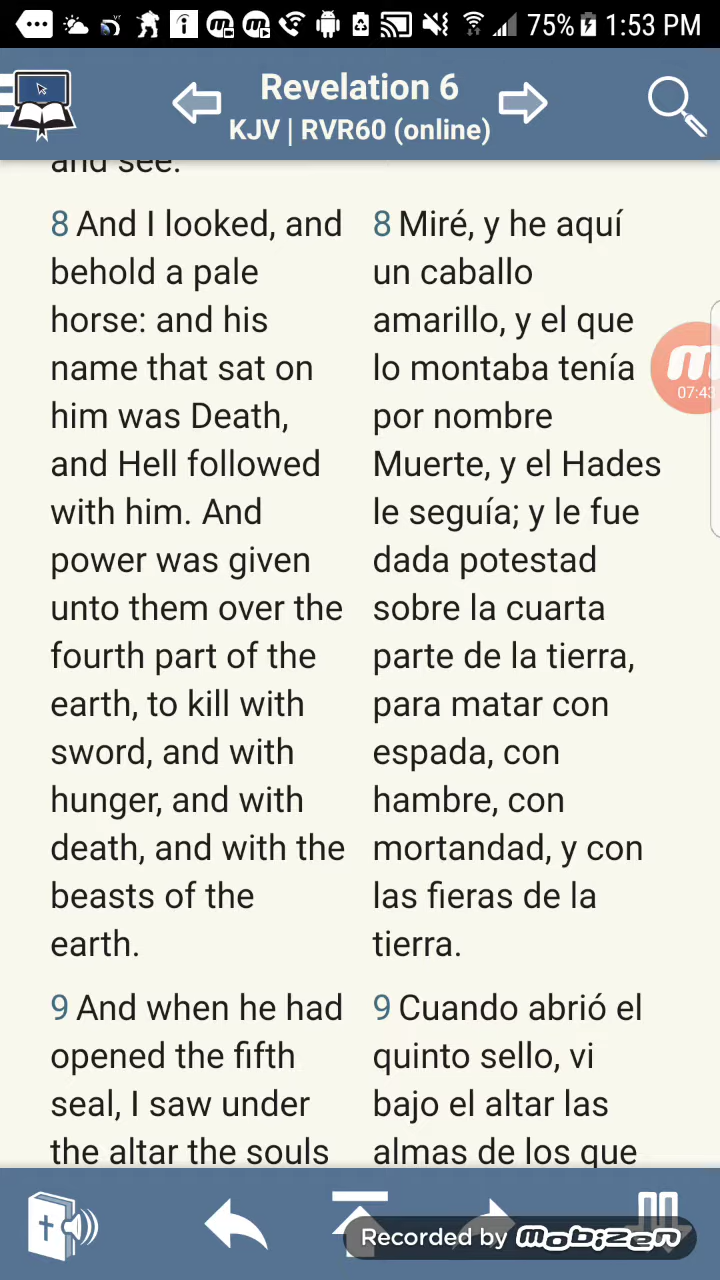 75% 1:53 PM
Revelation 6
KJV | RVR60 (online)
and see.
8 And I looked, and
behold a pale
horse: and his
name that sat on
him was Death,
and Hell followed
with him. And
power was given
unto them over the
fourth part of the
earth, to kill with
sword, and with
hunger, and with
death, and with the
beasts of the
earth.
9 And when he had
opened the fifth
seal, I saw under
the altar the souls
8 Miré, y he aquí
un caballo
amarillo, y el que
lo montaba tenía
por nombre
Muerte, y el Hades
le seguía; y le fue
dada potestad
sobre la cuarta
parte de la tierra,
para matar con
espada, con
hambre, con
mortandad, y con
las fieras de la
tierra.
9 Cuando abrió el
quinto sello, vi
bajo el altar las
almas de los que
m
07:43
Recorded by mobizen